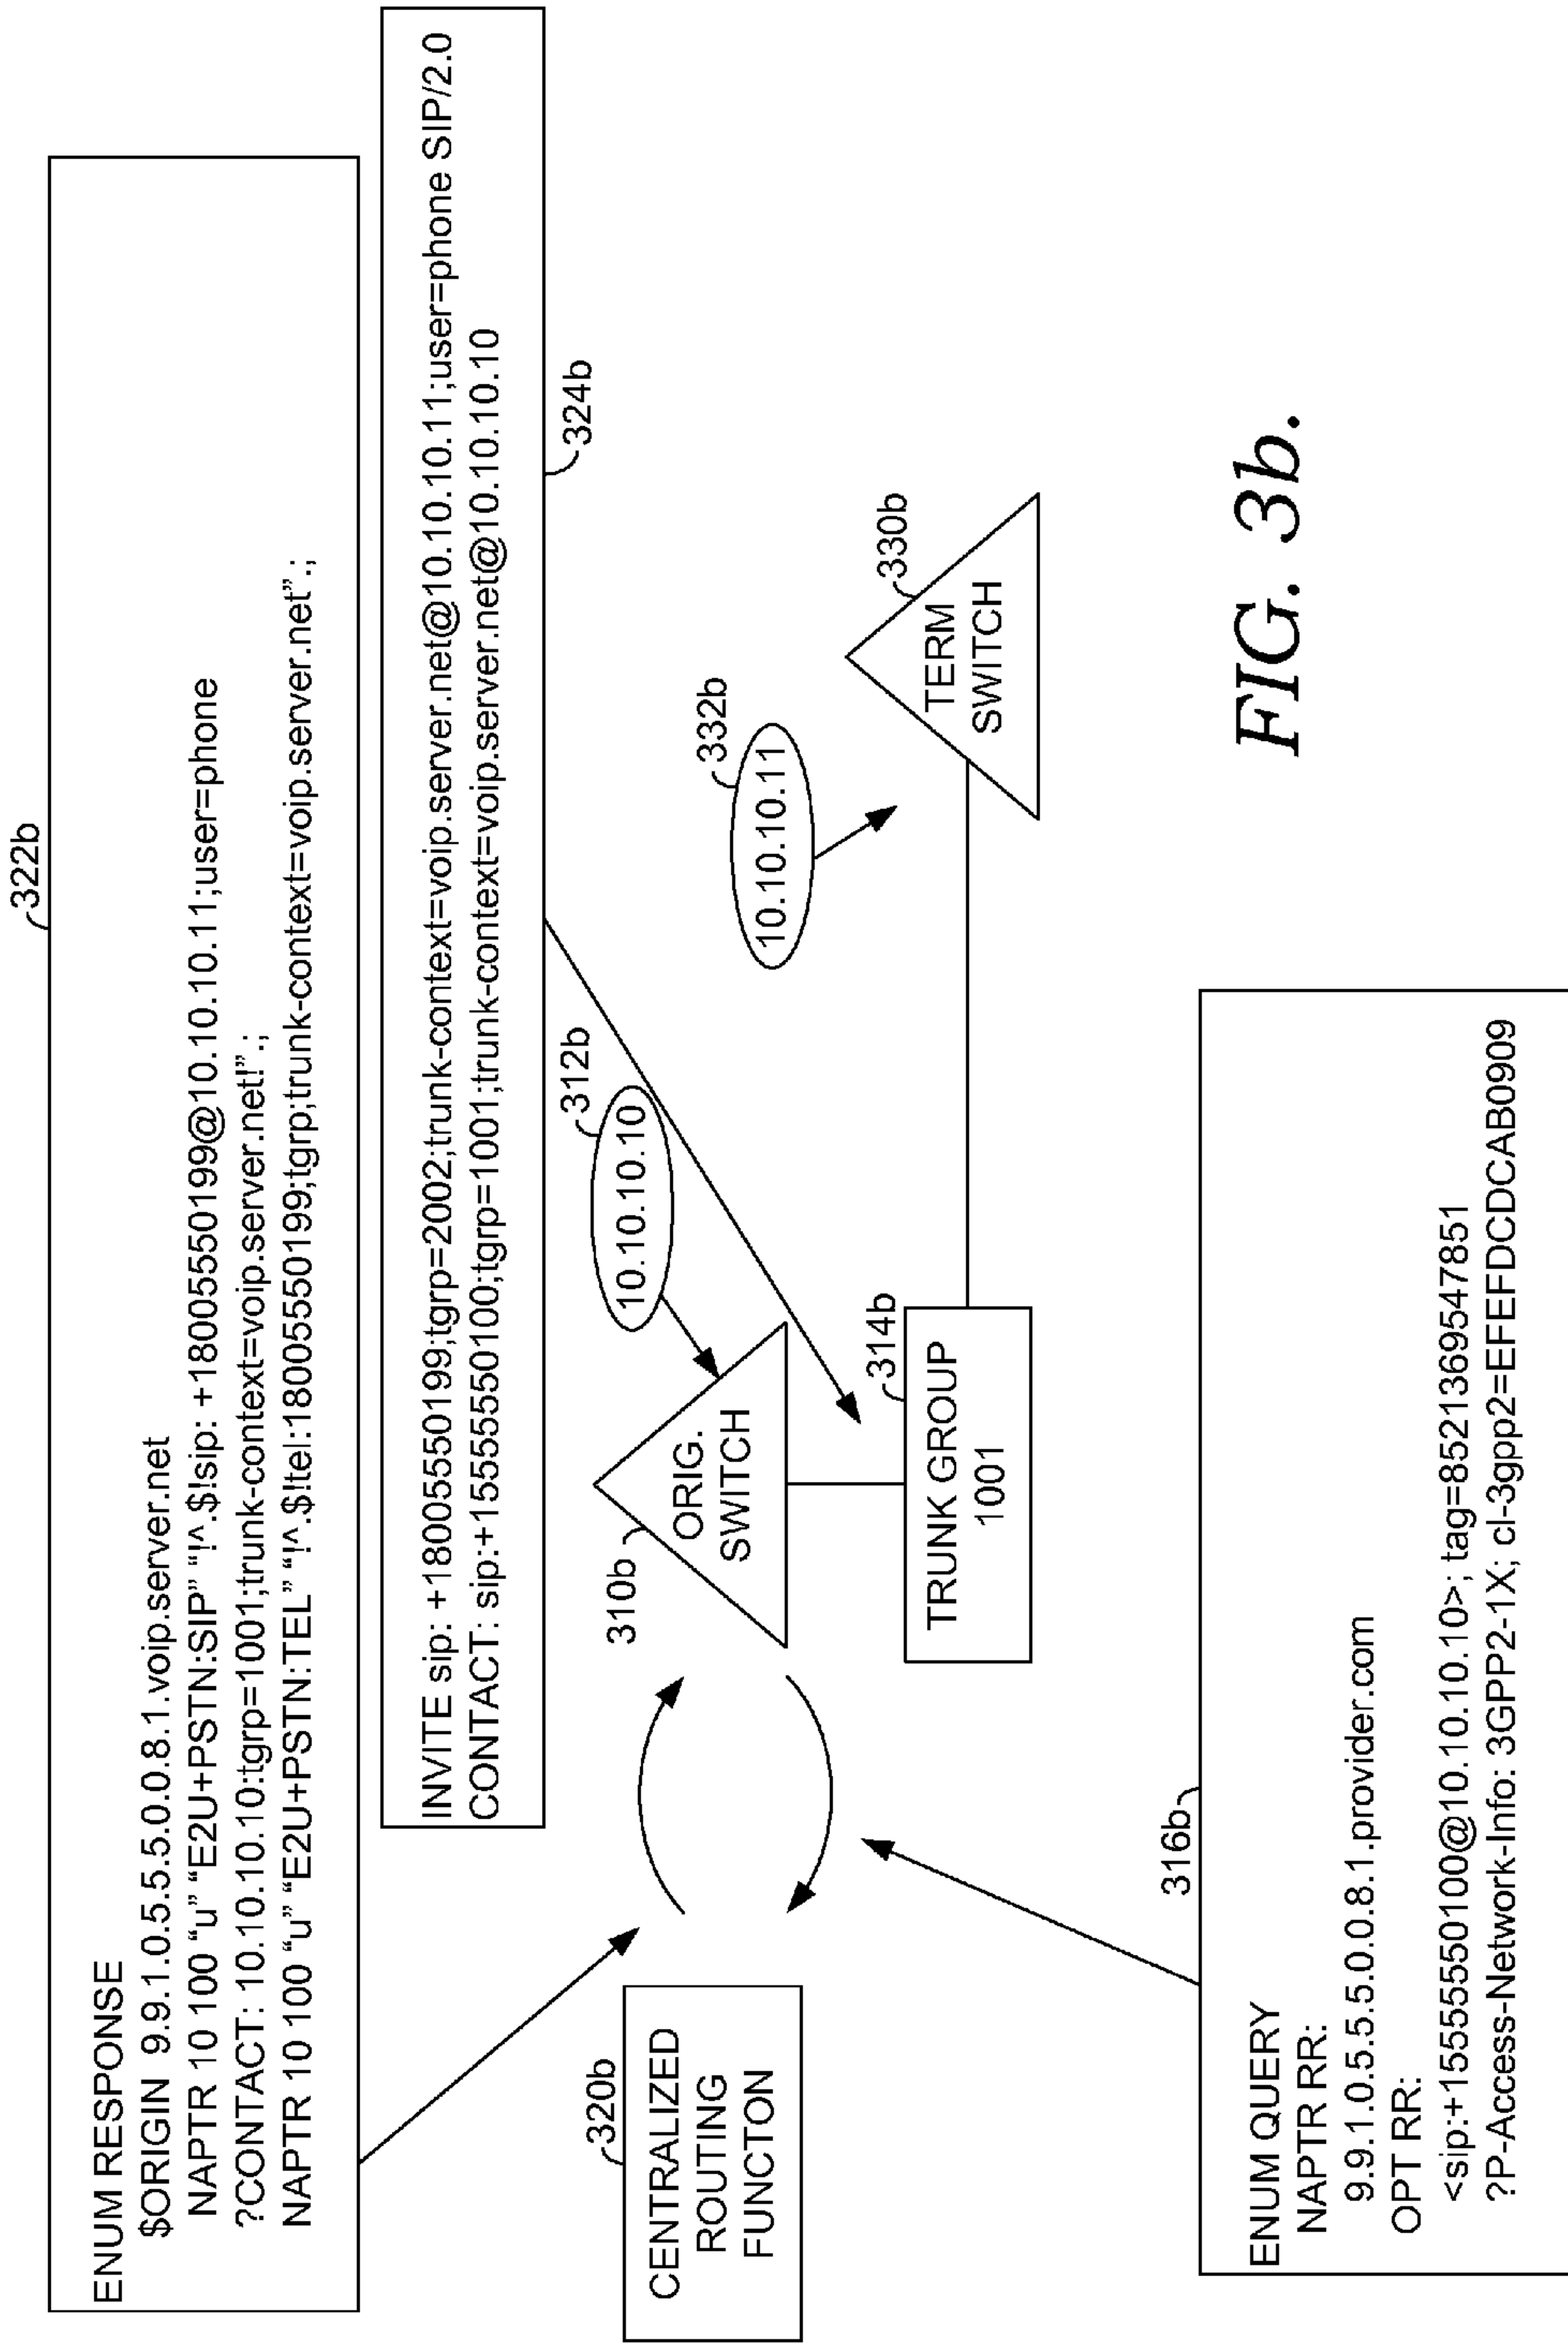 322b
ENUM RESPONSE
$ORIGIN 9.9.1.0.5.5.5.0.0.8.1.voip.server.net
NAPTR 10 100 “u” “E2U+PSTN:SIP” “!^.$!sip: +18005550199@10.10.10.11;user=phone
?CONTACT: 10.10.10.10:tgrp=1001;trunk-context=voip.server.net!”.;
NAPTR 10 100 “u” “E2U+PSTN:TEL” “!^.$!tel:18005550199;tgrp;trunk-context=voip.server.net”.;
INVITE sip: +18005550199;tgrp=2002;trunk-context=voip.server.net@10.10.10.11;user=phone SIP/2.0
CONTACT: sip:+15555550100;tgrp=1001;trunk-context=voip.server.net@10.10.10.10
324b
320b
CENTRALIZED
ROUTING
FUNCTON
310b
ORIG.
SWITCH
312b
10.10.10.10
314b
TRUNK GROUP
1001
332b
10.10.10.11
330b
TERM
SWITCH
316b
ENUM QUERY
NAPTR RR:
9.9.1.0.5.5.5.0.0.8.1.provider.com
OPT RR:
<sip:+15555550100@10.10.10.10>; tag=8521369547851
?P-Access-Network-Info: 3GPP2-1X; cl-3gpp2=EFEFDCDCAB0909
FIG. 3b.